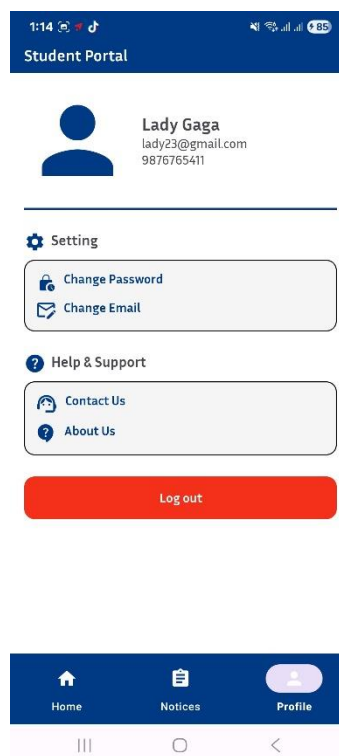 1:14
85
Student Portal
Lady Gaga
lady23@gmail.com
9876765411
Setting
Change Password
Change Email
Help & Support
Contact Us
About Us
Log out
Home
Notices
Profile